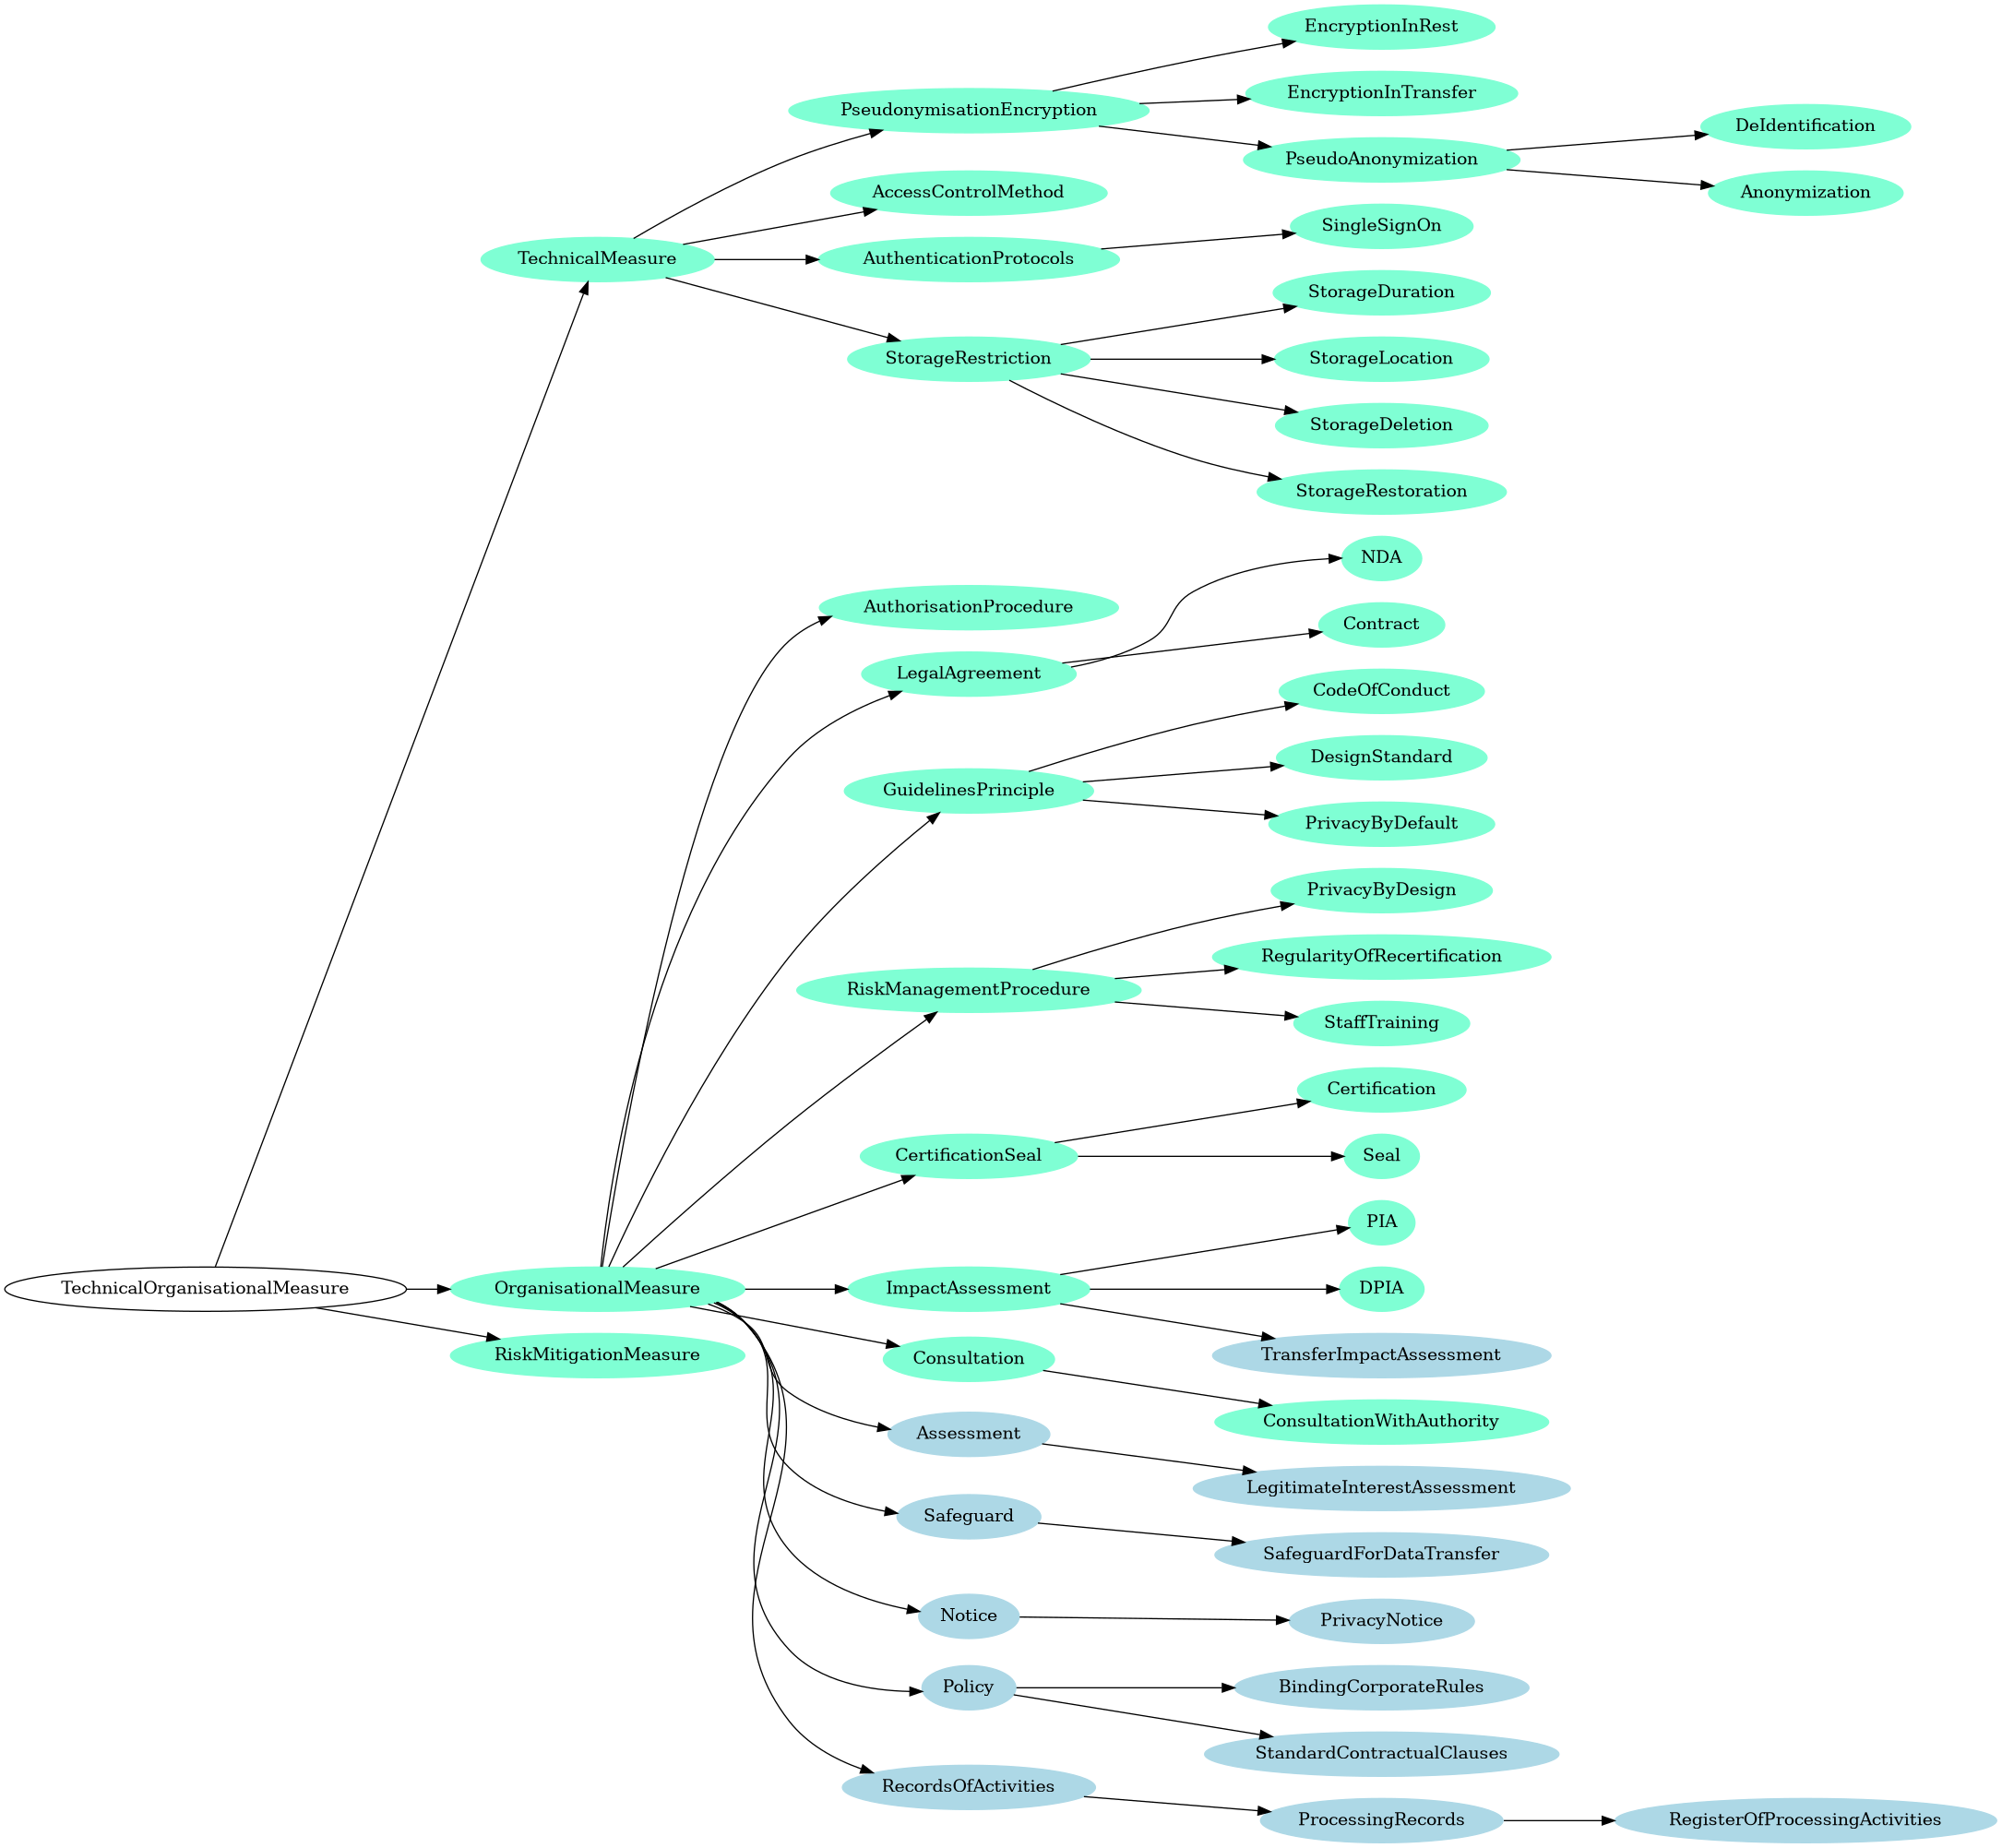 EncryptionInRest
EncryptionInTransfer
PseudonymisationEncryption
DeIdentification
PseudoAnonymization
AccessControlMethod
Anonymization
SingleSignOn
TechnicalMeasure
AuthenticationProtocols
StorageDuration
StorageRestriction
StorageLocation
StorageDeletion
StorageRestoration
NDA
AuthorisationProcedure
Contract
LegalAgreement
CodeOfConduct
DesignStandard
GuidelinesPrinciple
PrivacyByDefault
PrivacyByDesign
RegularityOfRecertification
RiskManagementProcedure
StaffTraining
Certification
CertificationSeal
Seal
PIA
TechnicalOrganisationalMeasure
OrganisationalMeasure
ImpactAssessment
DPIA
RiskMitigationMeasure
Consultation
TransferImpactAssessment
ConsultationWithAuthority
Assessment
LegitimateInterestAssessment
Safeguard
SafeguardForDataTransfer
Notice
PrivacyNotice
Policy
BindingCorporateRules
StandardContractualClauses
RecordsOfActivities
ProcessingRecords
RegisterOfProcessingActivities